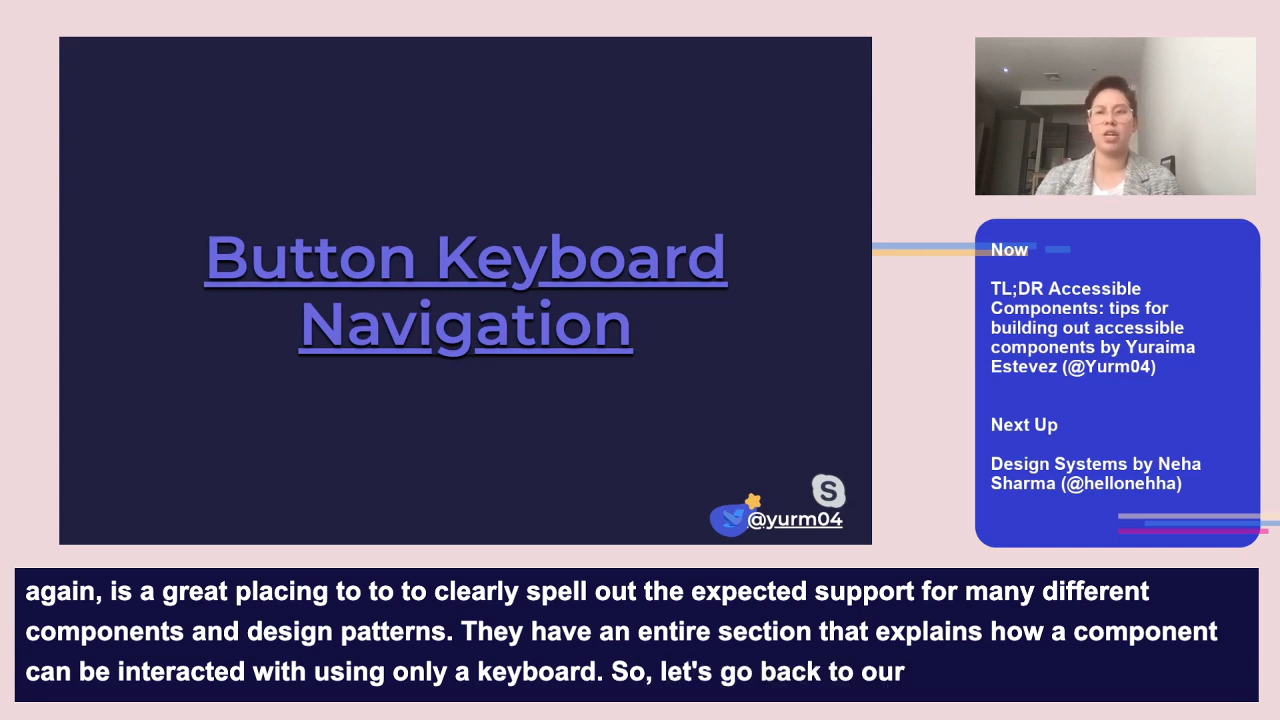 Button Keyboard
Navigation
S
@yurm04
Now
TL;DR Accessible
Components: tips for
building out accessible
components by Yuraima
Estevez (@Yurm04)
Next Up
Design Systems by Neha
Sharma (@hellonehha)
again, is a great placing to to to clearly spell out the expected support for many different
components and design patterns. They have an entire section that explains how a component
can be interacted with using only a keyboard. So, let's go back to our